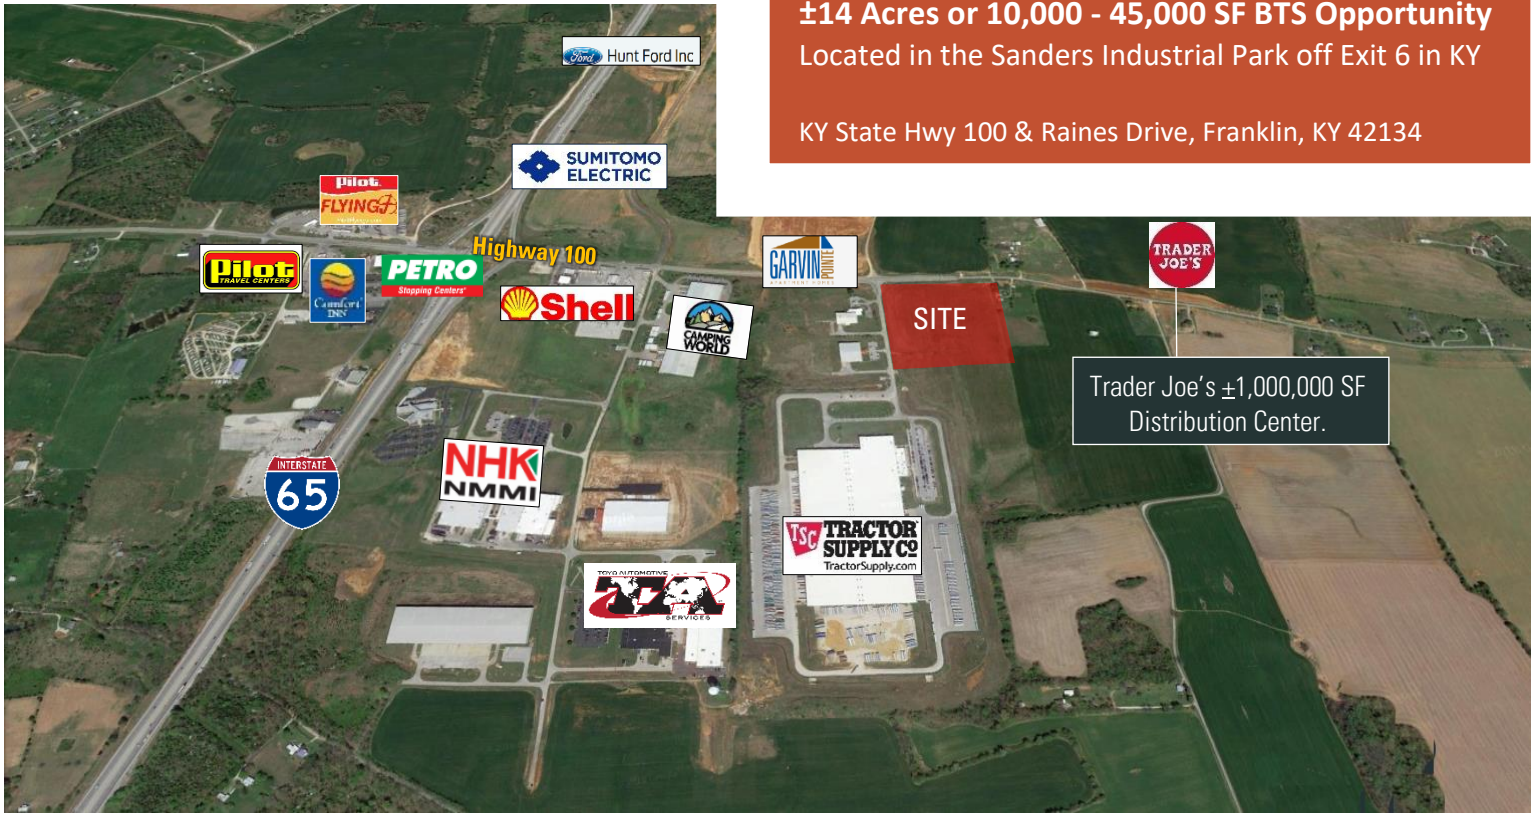 ±14 Acres or 10,000 - 45,000 SF BTS Opportunity
Located in the Sanders Industrial Park off Exit 6 in KY
KY State Hwy 100 & Raines Drive, Franklin, KY 42134
Ford Hunt Ford Inc
SUMITOMO
ELECTRIC
Pilot
FLYING J
Highway 100
Pilot
TRAVEL CENTERS
Comfort
INN
PETRO
Stopping Centers
Shell
CAMPING
WORLD
GARVIN
POINTE
APARTMENT HOMES
SITE
TRADER
JOE'S
Trader Joe's ±1,000,000 SF
Distribution Center.
INTERSTATE
65
NHK
NMMI
TSC TRACTOR
SUPPLY CO
TractorSupply.com
TOYO AUTOMOTIVE
TAA
SERVICES